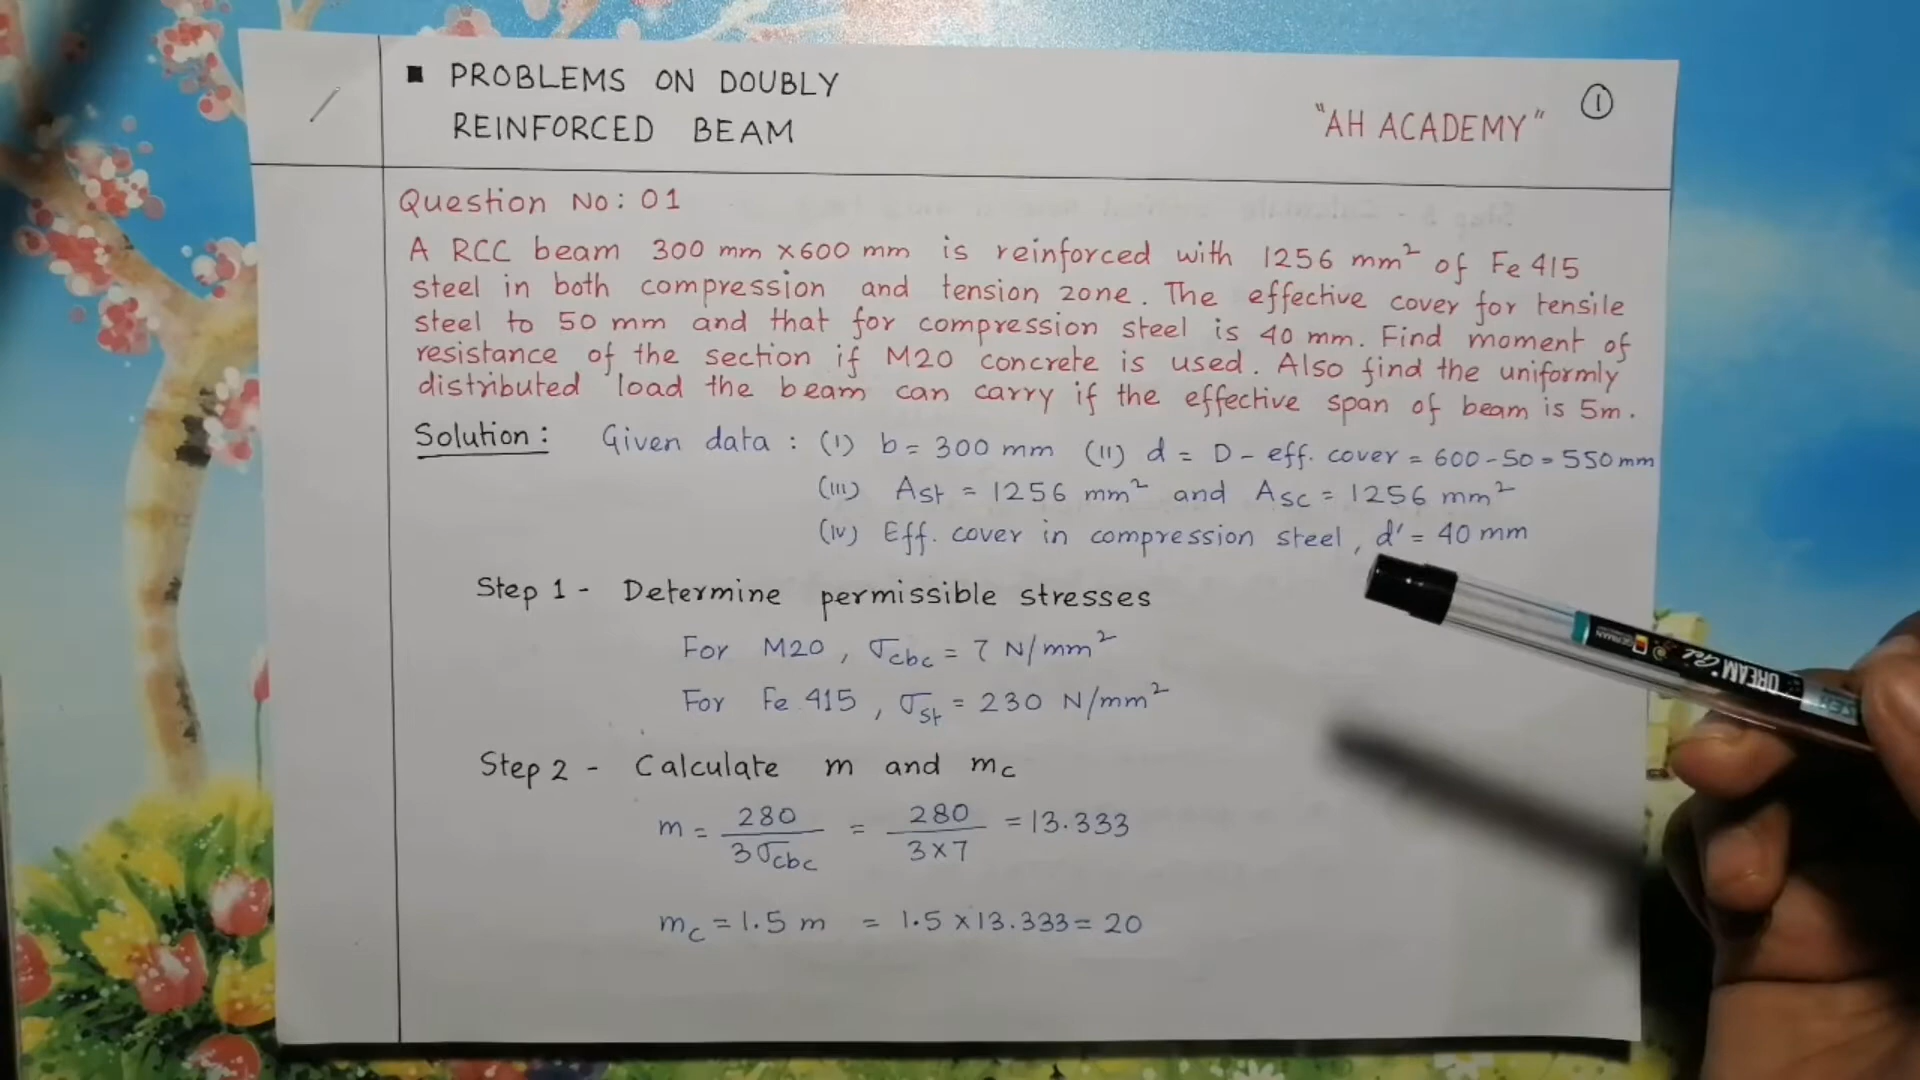 ■ PROBLEMS ON DOUBLY
REINFORCED BEAM
"AH ACADEMY"
1
Question No: 01
A RCC beam 300 mm x 600 mm is reinforced with 1256 mm² of Fe 415
steel in both compression and tension zone. The effective cover for tensile
steel to 50 mm and that for compression steel is 40 mm. Find moment of
resistance of the section if M20 concrete is used. Also find the uniformly
distributed load the beam can carry if the effective span of beam is 5m.
Solution: Given data : (I) b = 300 mm (II) d = D - eff. cover = 600 - 50 = 550 mm
(III) Ast = 1256 mm² and Asc = 1256 mm²
(IV) Eff. cover in compression steel, d' = 40 mm
Step 1 - Determine permissible stresses
For M20, σcbc = 7 N/mm²
For Fe 415, σst = 230 N/mm²
Step 2 - Calculate m and mc
m = 280/3σcbc = 280/3x7 = 13.333
mc = 1.5 m = 1.5 x 13.333 = 20
DREAM Gel